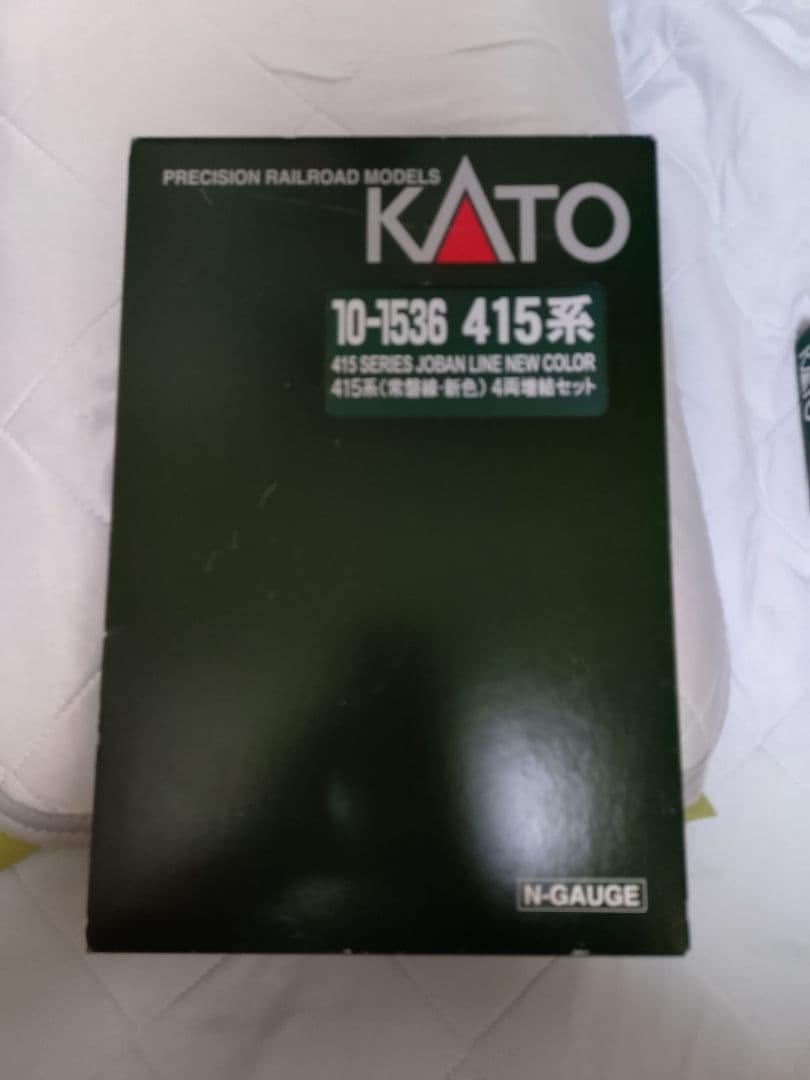 PRECISION RAILROAD MODELS
KATO
10-1536 415系
415 SERIES JOBAN LINE NEW COLOR
415系(常磐線・新色) 4両増結セット
N-GAUGE
KATO